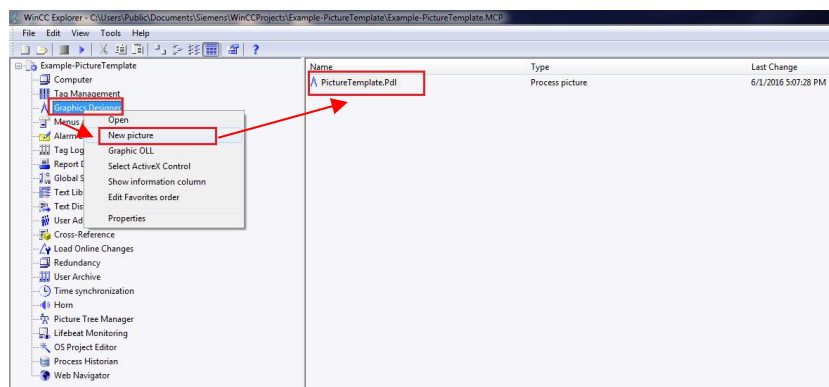 WinCC Explorer - C:\Users\Public\Documents\Siemens\WinCCProjects\Example-PictureTemplate\Example-PictureTemplate.MCP
File Edit View Tools Help
Example-PictureTemplate
Computer
Tag Management
Graphics Designer
Menus
Alarm
Tag Log
Report
Global S
Text Lib
Text Dis
User Ad
Cross-Reference
Load Online Changes
Redundancy
User Archive
Time synchronization
Horn
Picture Tree Manager
Lifebeat Monitoring
OS Project Editor
Process Historian
Web Navigator
Open
New picture
Graphic OLL
Select ActiveX Control
Show information column
Edit Favorites order
Properties
Name Type Last Change
PictureTemplate.Pdl Process picture 6/1/2016 5:07:28 PM